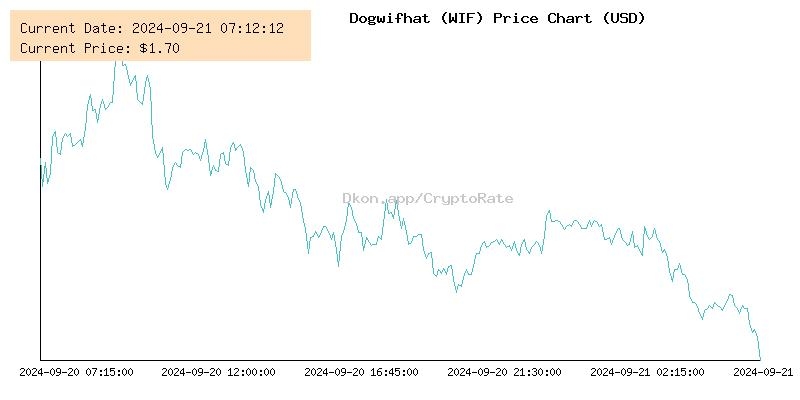 Dogwifhat (WIF) Price Chart (USD)
Current Date: 2024-09-21 07:12:12
Current Price: $1.70
Dkon.app/CryptoRate
2024-09-20 07:15:00 2024-09-20 12:00:00 2024-09-20 16:45:00 2024-09-20 21:30:00 2024-09-21 02:15:00 2024-09-21